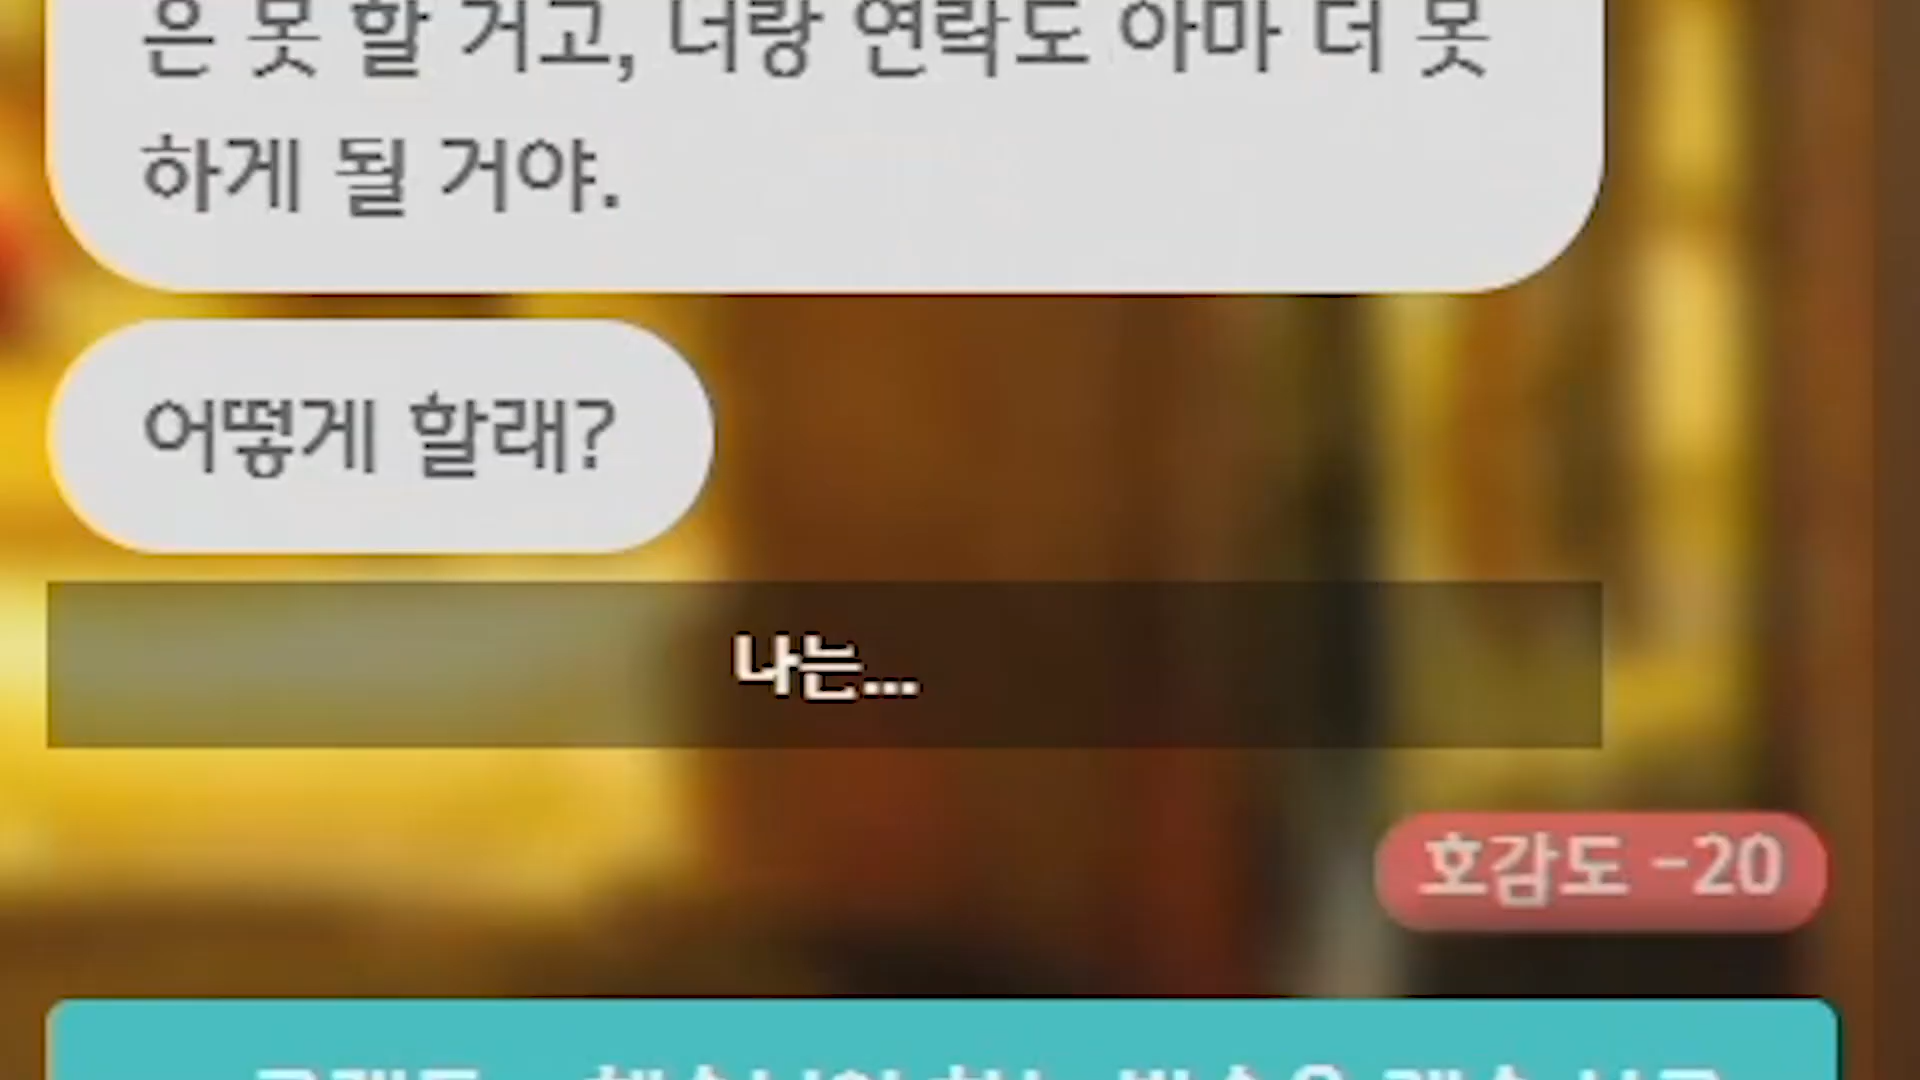 은 못 할 거고, 너랑 연락도 아마 더 못
하게 될 거야.
어떻게 할래?
나는...
호감도 -20